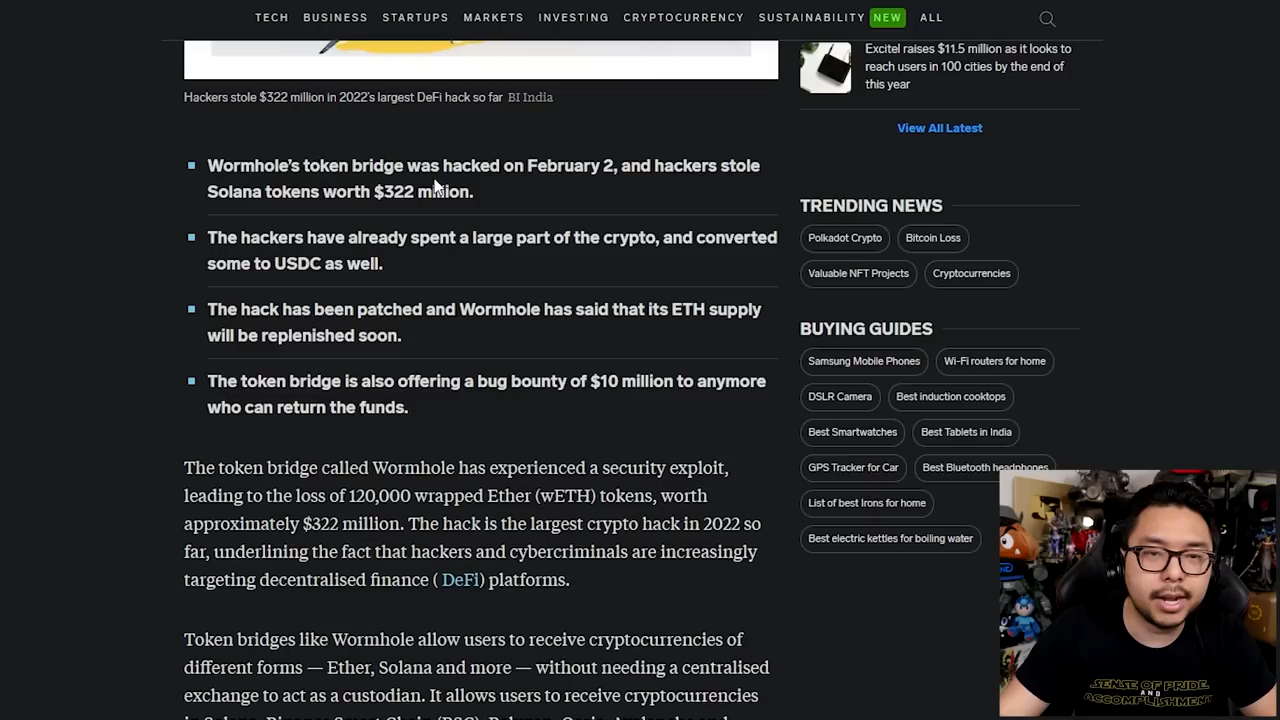 TECH BUSINESS STARTUPS MARKETS INVESTING CRYPTOCURRENCY SUSTAINABILITY NEW ALL
Hackers stole $322 million in 2022's largest DeFi hack so far BI India
Wormhole's token bridge was hacked on February 2, and hackers stole
Solana tokens worth $322 million.
The hackers have already spent a large part of the crypto, and converted
some to USDC as well.
The hack has been patched and Wormhole has said that its ETH supply
will be replenished soon.
The token bridge is also offering a bug bounty of $10 million to anymore
who can return the funds.
The token bridge called Wormhole has experienced a security exploit,
leading to the loss of 120,000 wrapped Ether (wETH) tokens, worth
approximately $322 million. The hack is the largest crypto hack in 2022 so
far, underlining the fact that hackers and cybercriminals are increasingly
targeting decentralised finance ( DeFi) platforms.
Token bridges like Wormhole allow users to receive cryptocurrencies of
different forms — Ether, Solana and more — without needing a centralised
exchange to act as a custodian. It allows users to receive cryptocurrencies
Excitel raises $11.5 million as it looks to
reach users in 100 cities by the end of
this year
View All Latest
TRENDING NEWS
Polkadot Crypto Bitcoin Loss
Valuable NFT Projects Cryptocurrencies
BUYING GUIDES
Samsung Mobile Phones Wi-Fi routers for home
DSLR Camera Best induction cooktops
Best Smartwatches Best Tablets in India
GPS Tracker for Car Best Bluetooth headphones
List of best Irons for home
Best electric kettles for boiling water
SENSE OF PRIDE
AND
ACCOMPLISHMENT